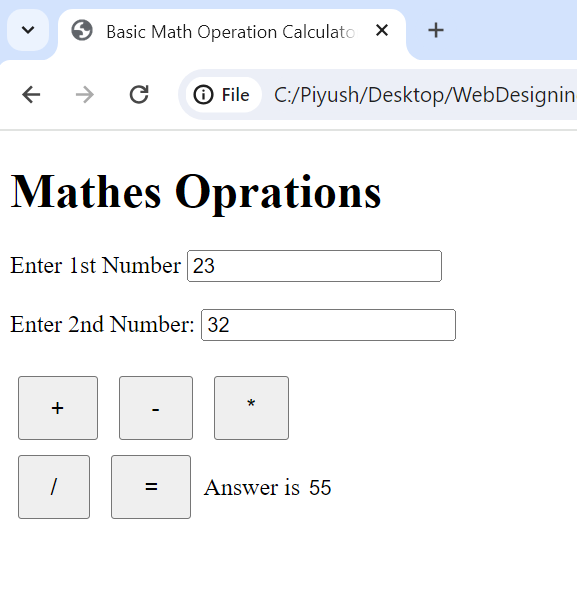 Basic Math Operation Calculato
File C:/Piyush/Desktop/WebDesignin
Mathes Oprations
Enter 1st Number 23
Enter 2nd Number: 32
+ - *
/ = Answer is 55